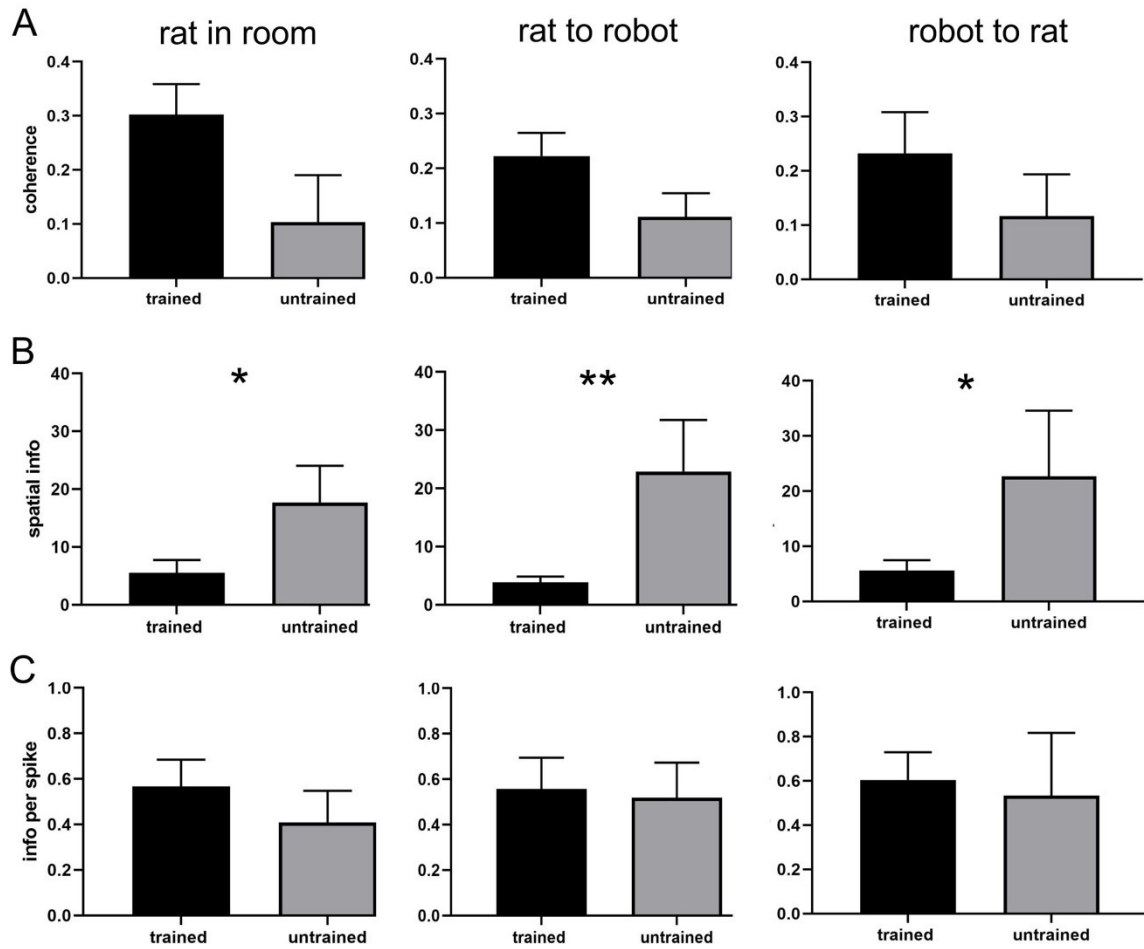 A
rat in room
rat to robot
robot to rat
coherence
0.4
0.3
0.2
0.1
0.0
trained
untrained
0.4
0.3
0.2
0.1
0.0
trained
untrained
0.4
0.3
0.2
0.1
0.0
trained
untrained
B
spatial info
40
30
20
10
0
*
trained
untrained
40
30
20
10
0
**
trained
untrained
40
30
20
10
0
*
trained
untrained
C
info per spike
1.0
0.8
0.6
0.4
0.2
0.0
trained
untrained
1.0
0.8
0.6
0.4
0.2
0.0
trained
untrained
1.0
0.8
0.6
0.4
0.2
0.0
trained
untrained